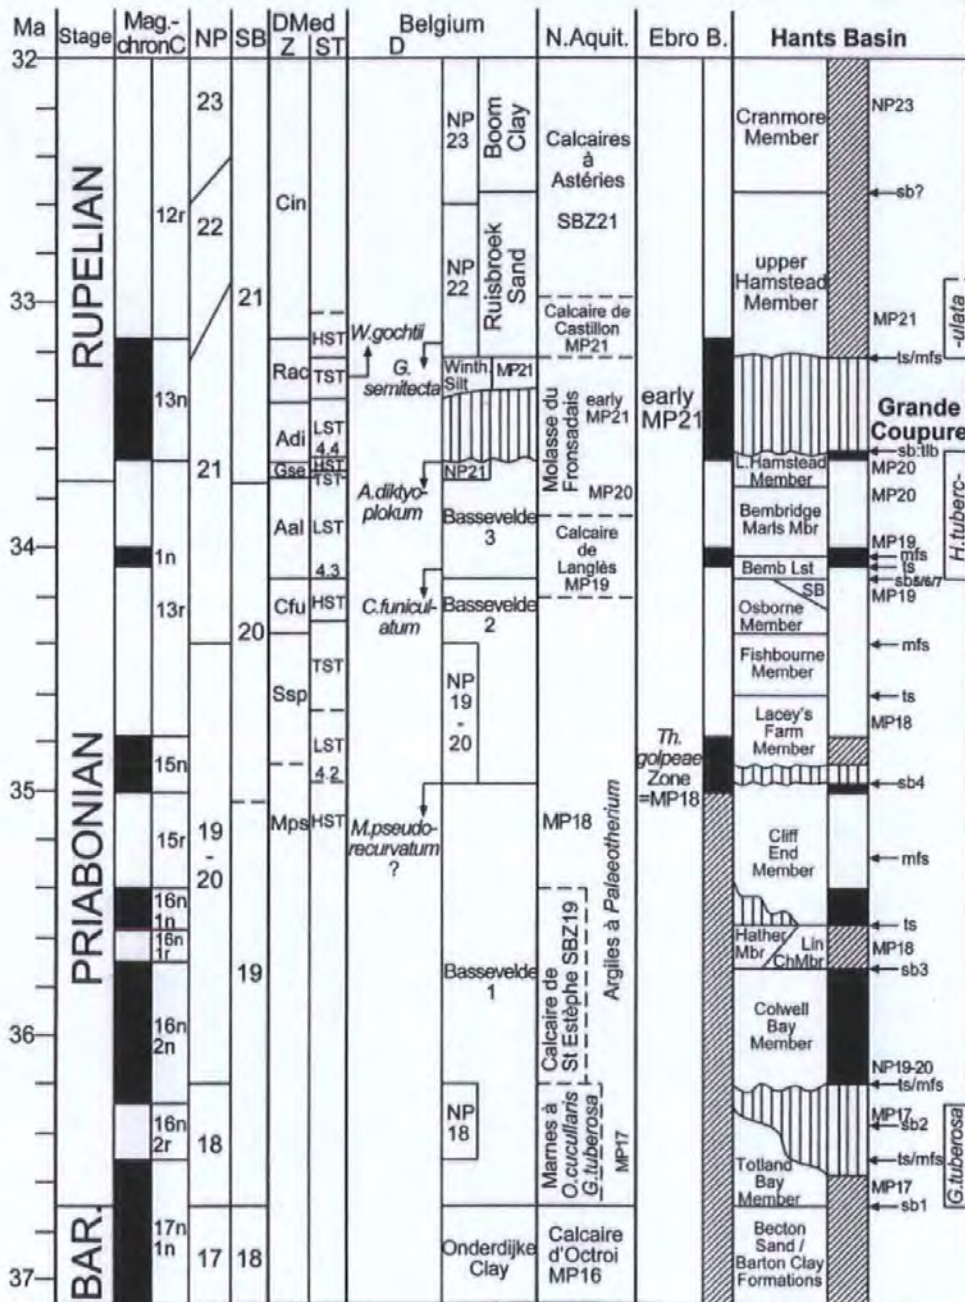 Ma
Stage
Mag.-
chronC
NP
SB
DMed
Z
ST
Belgium
D
N.Aquit.
Ebro B.
Hants Basin
32
33
34
35
36
37
RUPELIAN
PRIABONIAN
BAR.
12r
13n
1n
13r
15n
15r
16n
1n
16n
1r
16n
2n
16n
2r
17n
1n
23
22
21
19
-
20
18
17
21
20
19
18
Cin
Rac
Adi
Gse
Aal
Cfu
Ssp
Mps
HST
TST
LST
4.4
HST
TST
LST
4.3
HST
TST
LST
4.2
HST
W.gochtii
G.
semitecta
A.diktyo-
plokum
C.funicul-
atum
M.pseudo-
recurvatum
?
NP
23
Boom
Clay
NP
22
Ruisbroek
Sand
Winth.
Silt
MP21
NP21
Bassevelde
3
Bassevelde
2
NP
19
-
20
Bassevelde
1
NP
18
Onderdijke
Clay
Calcaires
à
Astéries
SBZ21
Calcaire de
Castillon
MP21
Molasse du
Fronsadais
early
MP21
MP20
Calcaire
de
Langlès
MP19
MP18
Argiles à Palaeotherium
Calcaire de
St Estèphe SBZ19
Marnes à
O.cucullaris
G.tuberosa
MP17
Calcaire
d'Octroi
MP16
early
MP21
Th.
golpeae
Zone
=MP18
Cranmore
Member
upper
Hamstead
Member
L.Hamstead
Member
Bembridge
Marls Mbr
Bemb Lst
SB
Osborne
Member
Fishbourne
Member
Lacey's
Farm
Member
Cliff
End
Member
Hather
Mbr
Lin
ChMbr
Colwell
Bay
Member
Totland
Bay
Member
Becton
Sand /
Barton Clay
Formations
NP23
sb?
MP21
ts/mfs
Grande
Coupure
sb:tlb
MP20
MP20
MP19
mfs
ts
sb5/6/7
MP19
mfs
ts
MP18
sb4
mfs
ts
MP18
sb3
NP19-20
ts/mfs
MP17
sb2
ts/mfs
MP17
sb1
-ulata
H.tuberc-
G.tuberosa